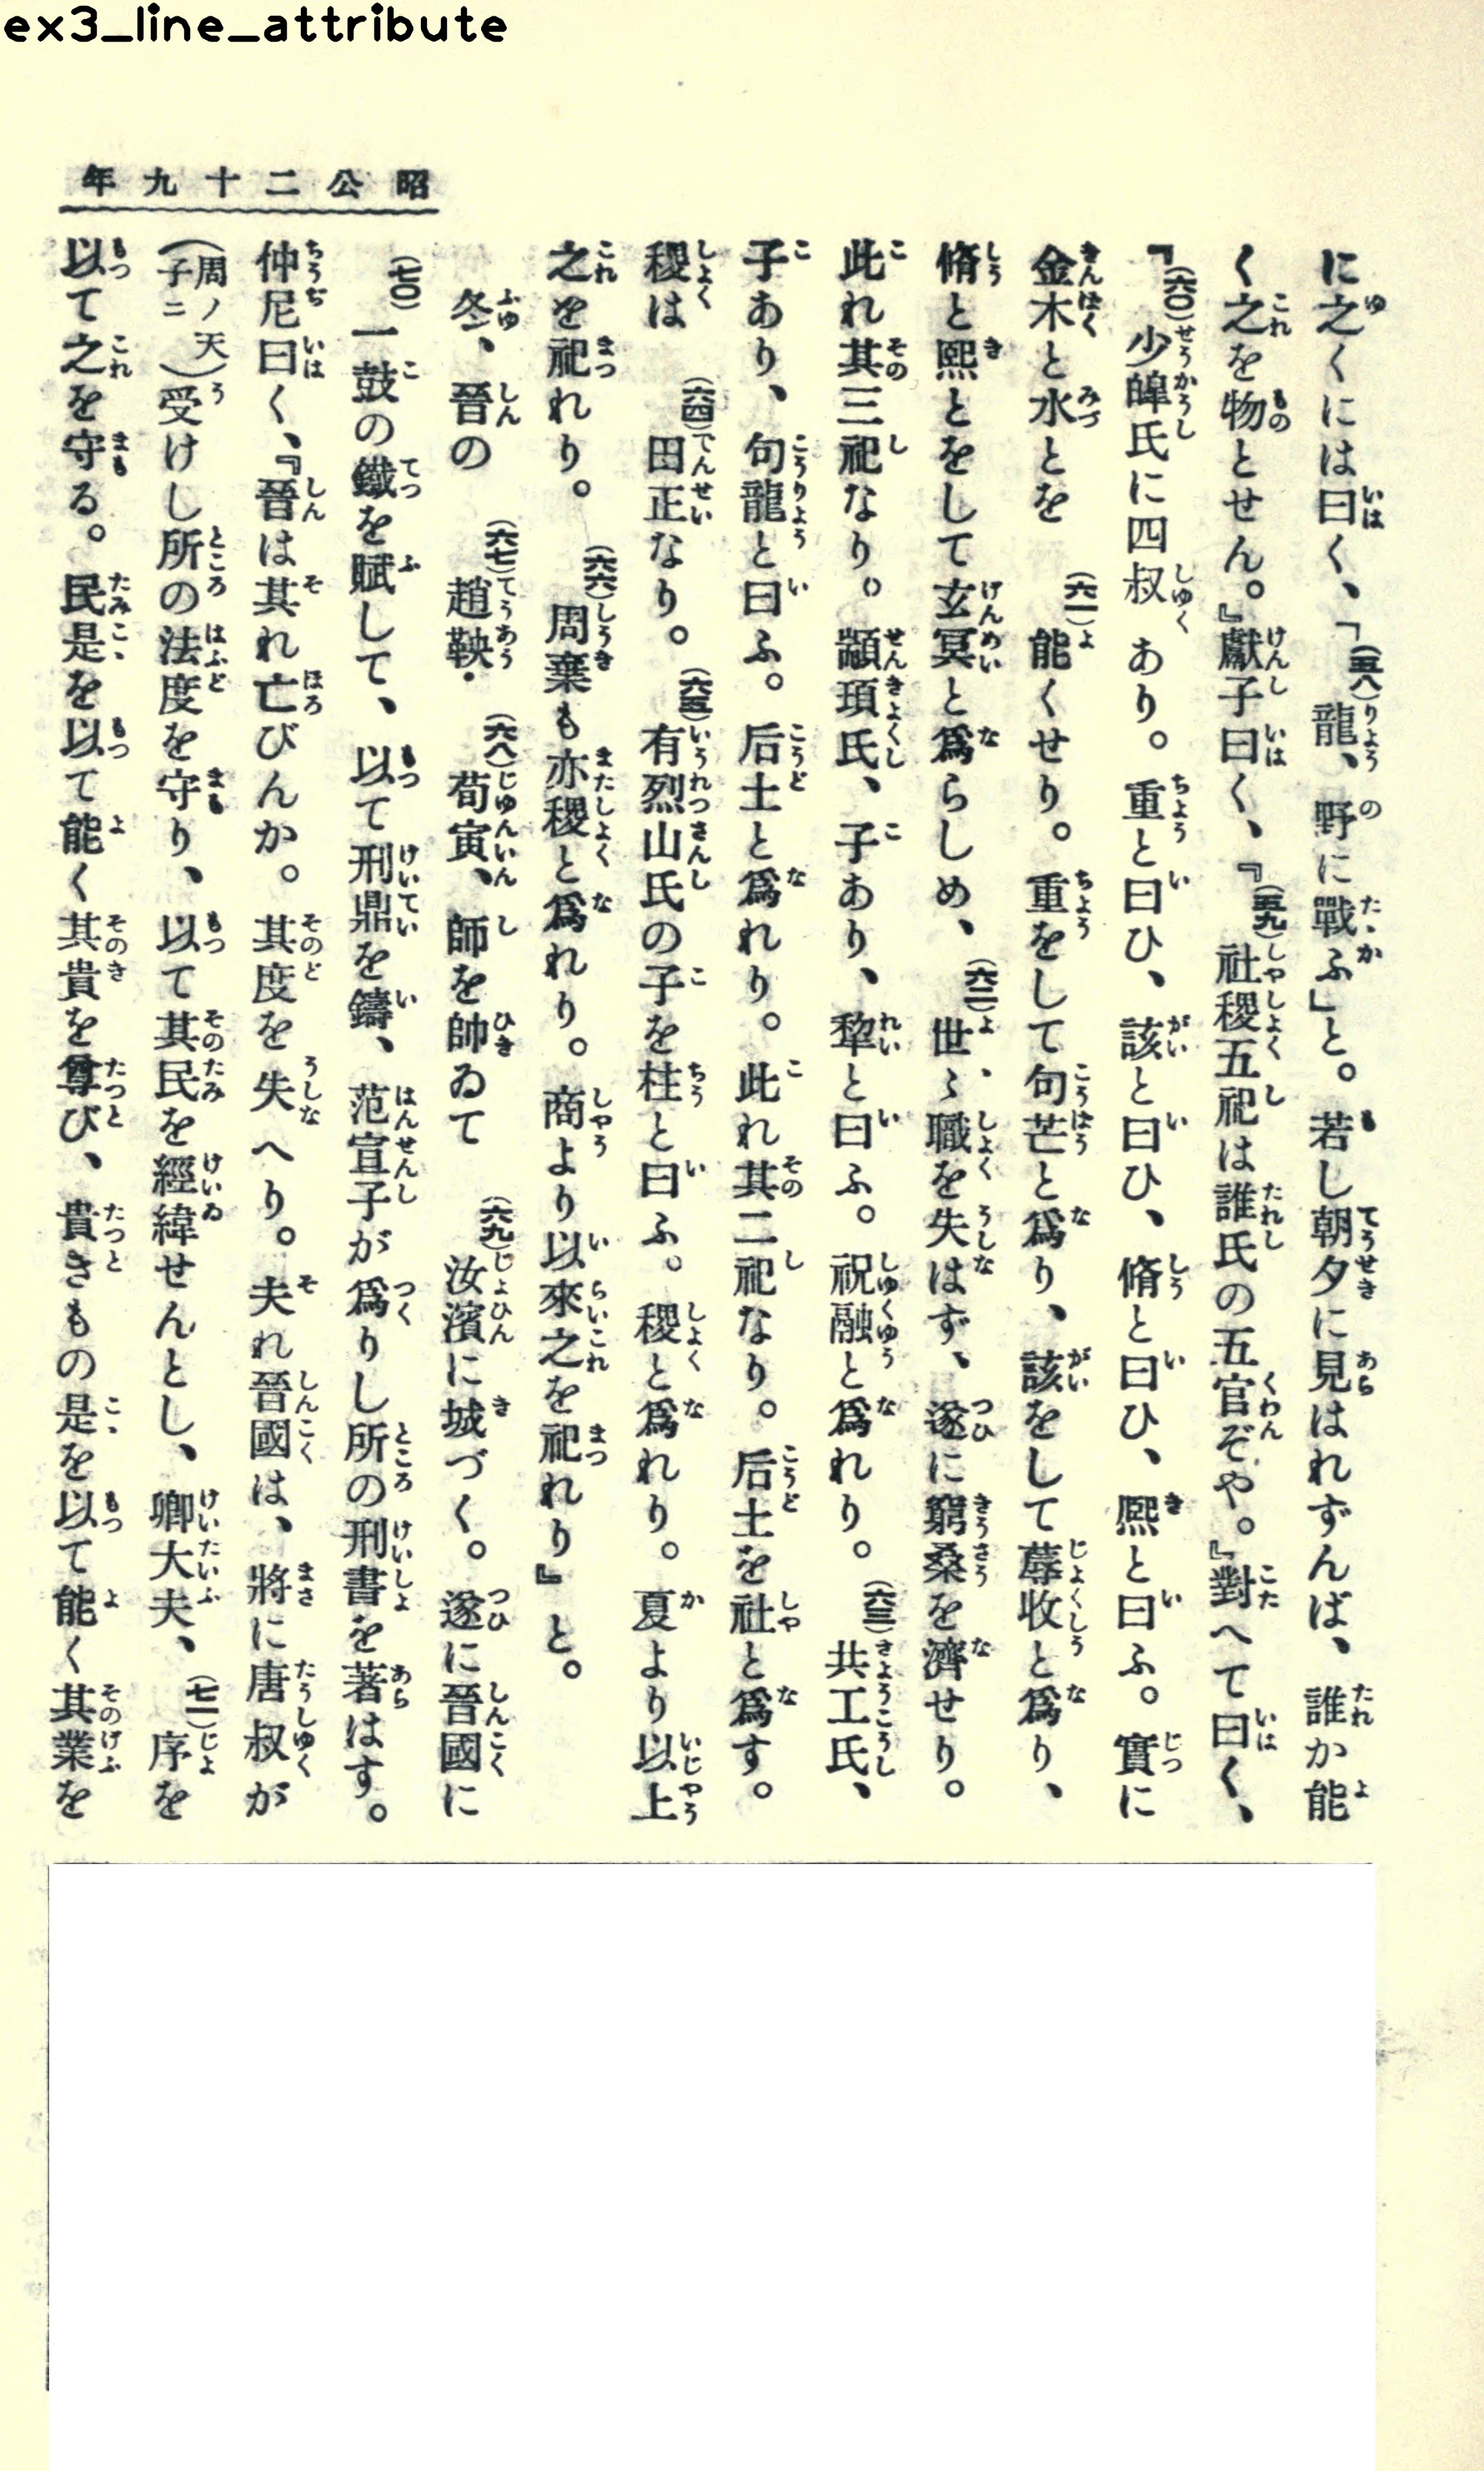 ex3_line_attribute
昭公二十九年
に之くには曰く、「(五八)龍、野に戰ふ」と。若し朝夕に見はれずんば、誰か能
く之を物とせん。』獻子曰く、『(五九)社稷五祀は誰氏の五官ぞや。』對へて曰く、
『(六〇)少皥氏に四叔あり。重と曰ひ、該と曰ひ、脩と曰ひ、熙と曰ふ。實に
金木と水とを(六一)能くせり。重をして句芒と爲り、該をして蓐收と爲り、
脩と熙とをして玄冥と爲らしめ、(六二)世〻職を失はず、遂に窮桑を濟せり。
此れ其三祀なり。顓頊氏、子あり、犂と曰ふ。祝融と爲れり。(六三)共工氏、
子あり、句龍と曰ふ。后土と爲れり。此れ其二祀なり。后土を社と爲す。
稷は(六四)田正なり。(六五)有烈山氏の子を柱と曰ふ。稷と爲れり。夏より以上
之を祀れり。(六六)周棄も亦稷と爲れり。商より以來之を祀れり』と。
冬、晉の(六七)趙鞅・(六八)荀寅、師を帥ゐて(六九)汝濱に城づく。遂に晉國に
(七〇)一鼓の鐵を賦して、以て刑鼎を鑄、范宣子が爲りし所の刑書を著はす。
仲尼曰く、『晉は其れ亡びんか。其度を失へり。夫れ晉國は、將に唐叔が
(周ノ天子ニ)受けし所の法度を守り、以て其民を經緯せんとし、卿大夫、(七一)序を
以て之を守る。民是を以て能く其貴を尊び、貴きもの是を以て能く其業を